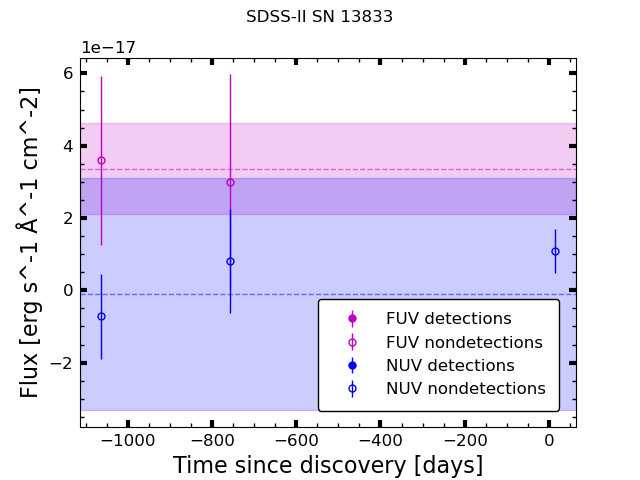 SDSS-II SN 13833
1e−17
6
4
2
0
−2
Flux [erg s^-1 Å^-1 cm^-2]
FUV detections
FUV nondetections
NUV detections
NUV nondetections
−1000 −800 −600 −400 −200 0
Time since discovery [days]